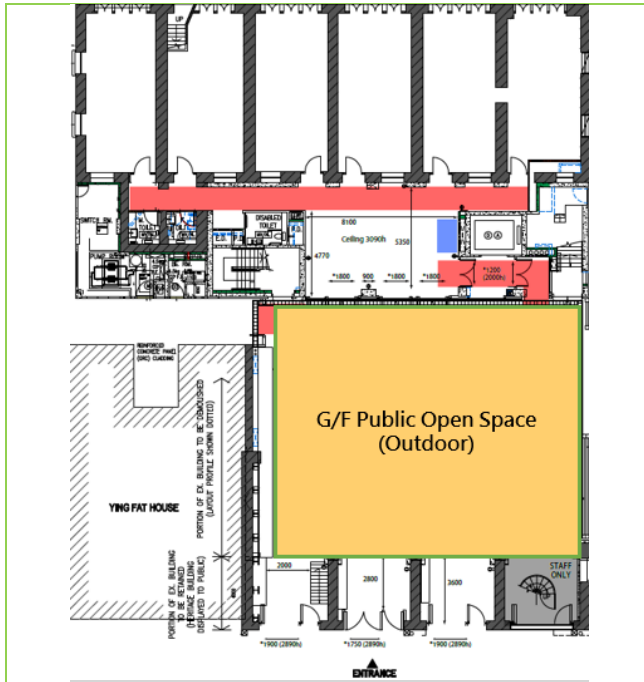 UP
SWITCH RM.
DISABLED
TOILET
8100
Ceiling 3090h
5350
4770
*1800
900
*1800
*1800
*1200
(2000h)
REINFORCED
CONCRETE PANEL
(GRC) CLADDING
PORTION OF EX. BUILDING TO BE DEMOLISHED
(LAYOUT PROFILE SHOWN DOTTED)
G/F Public Open Space
(Outdoor)
YING FAT HOUSE
PORTION OF EX. BUILDING
TO BE RETAINED
(HERITAGE BUILDING
DISPLAYED TO PUBLIC)
2000
2800
3600
STAFF
ONLY
*1900 (2890h)
*1750 (2890h)
*1900 (2890h)
ENTRANCE